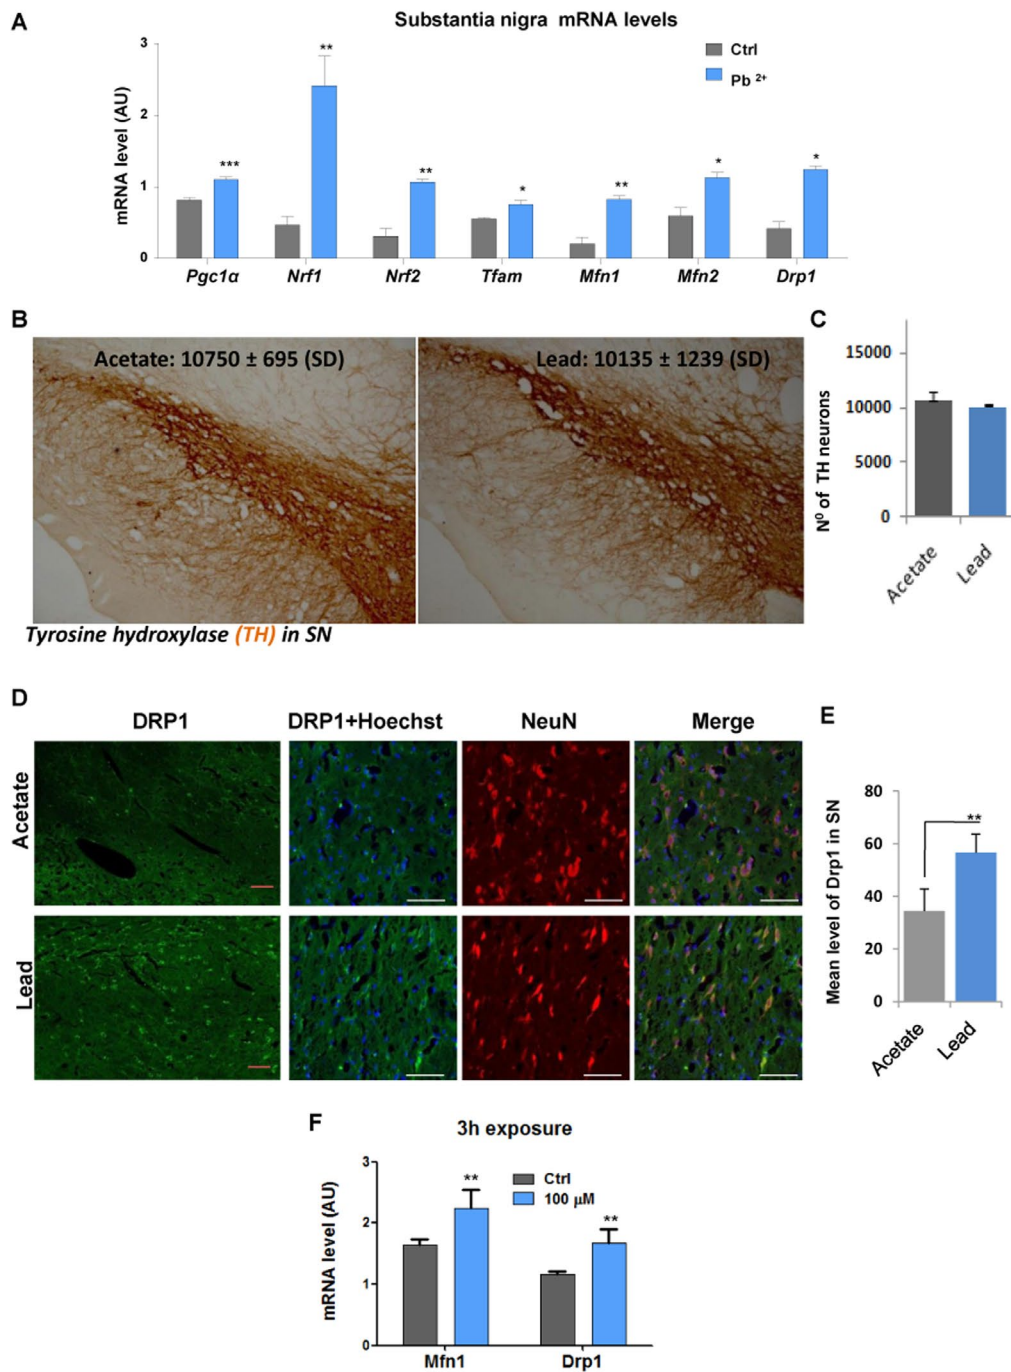 A
Substantia nigra mRNA levels
mRNA level (AU)
3
2
1
0
Ctrl
Pb 2+
***
**
**
*
**
*
*
Pgc1α
Nrf1
Nrf2
Tfam
Mfn1
Mfn2
Drp1
B
Acetate: 10750 ± 695 (SD)
Lead: 10135 ± 1239 (SD)
Tyrosine hydroxylase (TH) in SN
C
Nº of TH neurons
15000
10000
5000
0
Acetate
Lead
D
DRP1
DRP1+Hoechst
NeuN
Merge
Acetate
Lead
E
Mean level of Drp1 in SN
80
60
40
20
0
**
Acetate
Lead
F
3h exposure
mRNA level (AU)
3
2
1
0
Ctrl
100 µM
**
**
Mfn1
Drp1